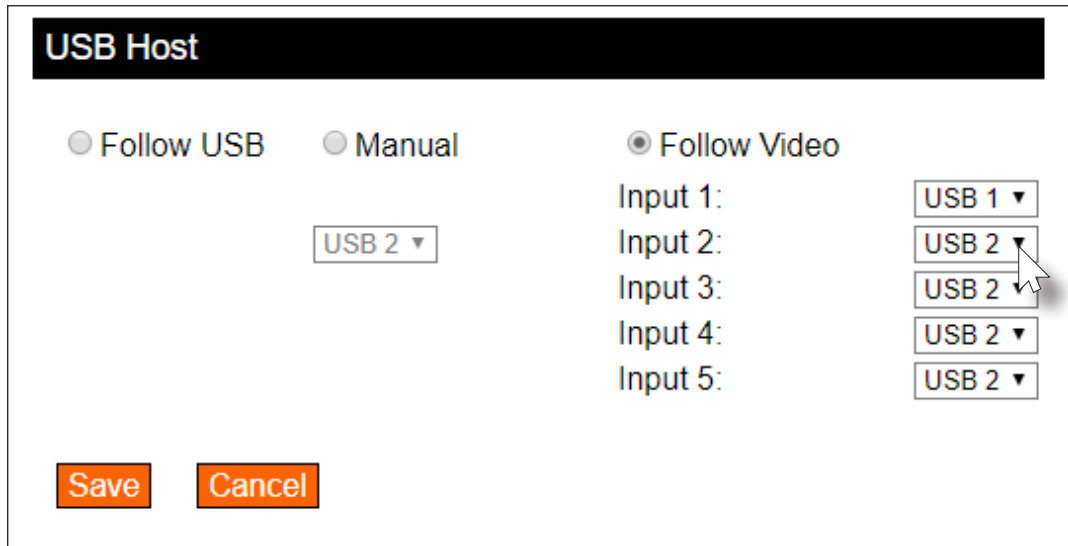 USB Host
Follow USB Manual Follow Video
Input 1: USB 1
USB 2 Input 2: USB 2
Input 3: USB 2
Input 4: USB 2
Input 5: USB 2
Save Cancel